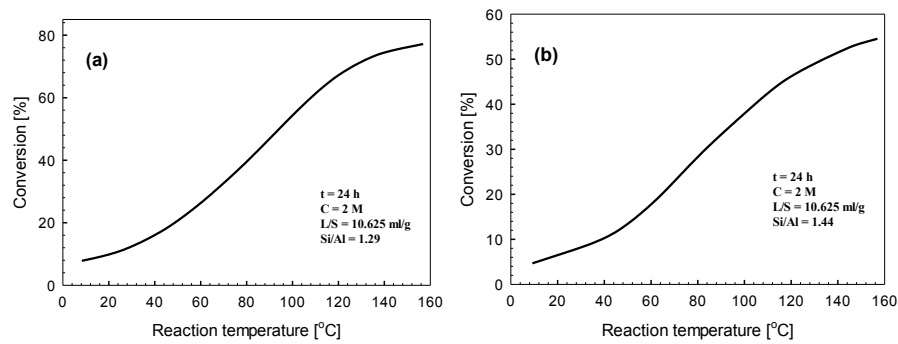 (a)
Conversion [%]
80
60
40
20
0
t = 24 h
C = 2 M
L/S = 10.625 ml/g
Si/Al = 1.29
0 20 40 60 80 100 120 140 160
Reaction temperature [°C]
(b)
Conversion [%]
60
50
40
30
20
10
0
t = 24 h
C = 2 M
L/S = 10.625 ml/g
Si/Al = 1.44
0 20 40 60 80 100 120 140 160
Reaction temperature [°C]